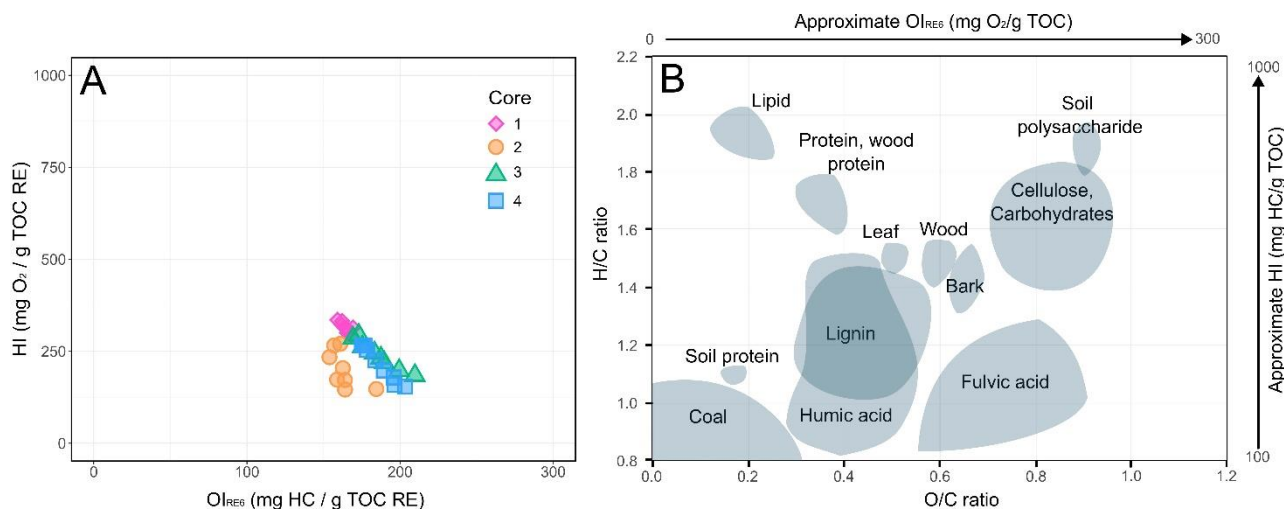 A
Core
1
2
3
4
1000
750
500
250
0
HI (mg O₂ / g TOC RE)
0
100
200
300
OIRE6 (mg HC / g TOC RE)
Approximate OIRE6 (mg O₂/g TOC)
0
300
B
2.2
2.0
1.8
1.6
1.4
1.2
1.0
0.8
H/C ratio
Lipid
Soil
polysaccharide
Protein, wood
protein
Cellulose,
Carbohydrates
Leaf
Wood
Bark
Lignin
Soil protein
Fulvic acid
Coal
Humic acid
0.0
0.2
0.4
0.6
0.8
1.0
1.2
O/C ratio
1000
Approximate HI (mg HC/g TOC)
100